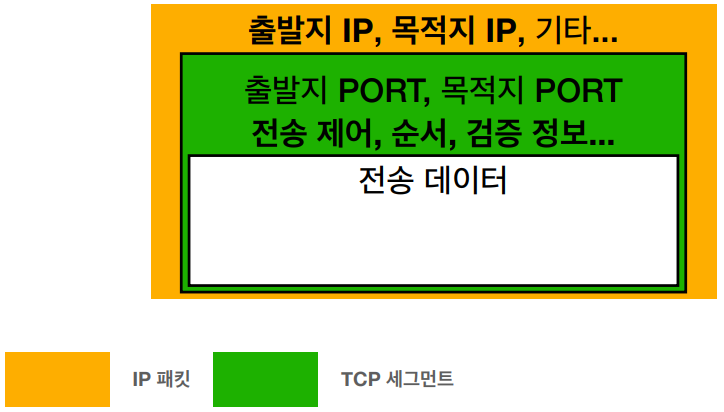 출발지 IP, 목적지 IP, 기타...
출발지 PORT, 목적지 PORT
전송 제어, 순서, 검증 정보...
전송 데이터
IP 패킷
TCP 세그먼트